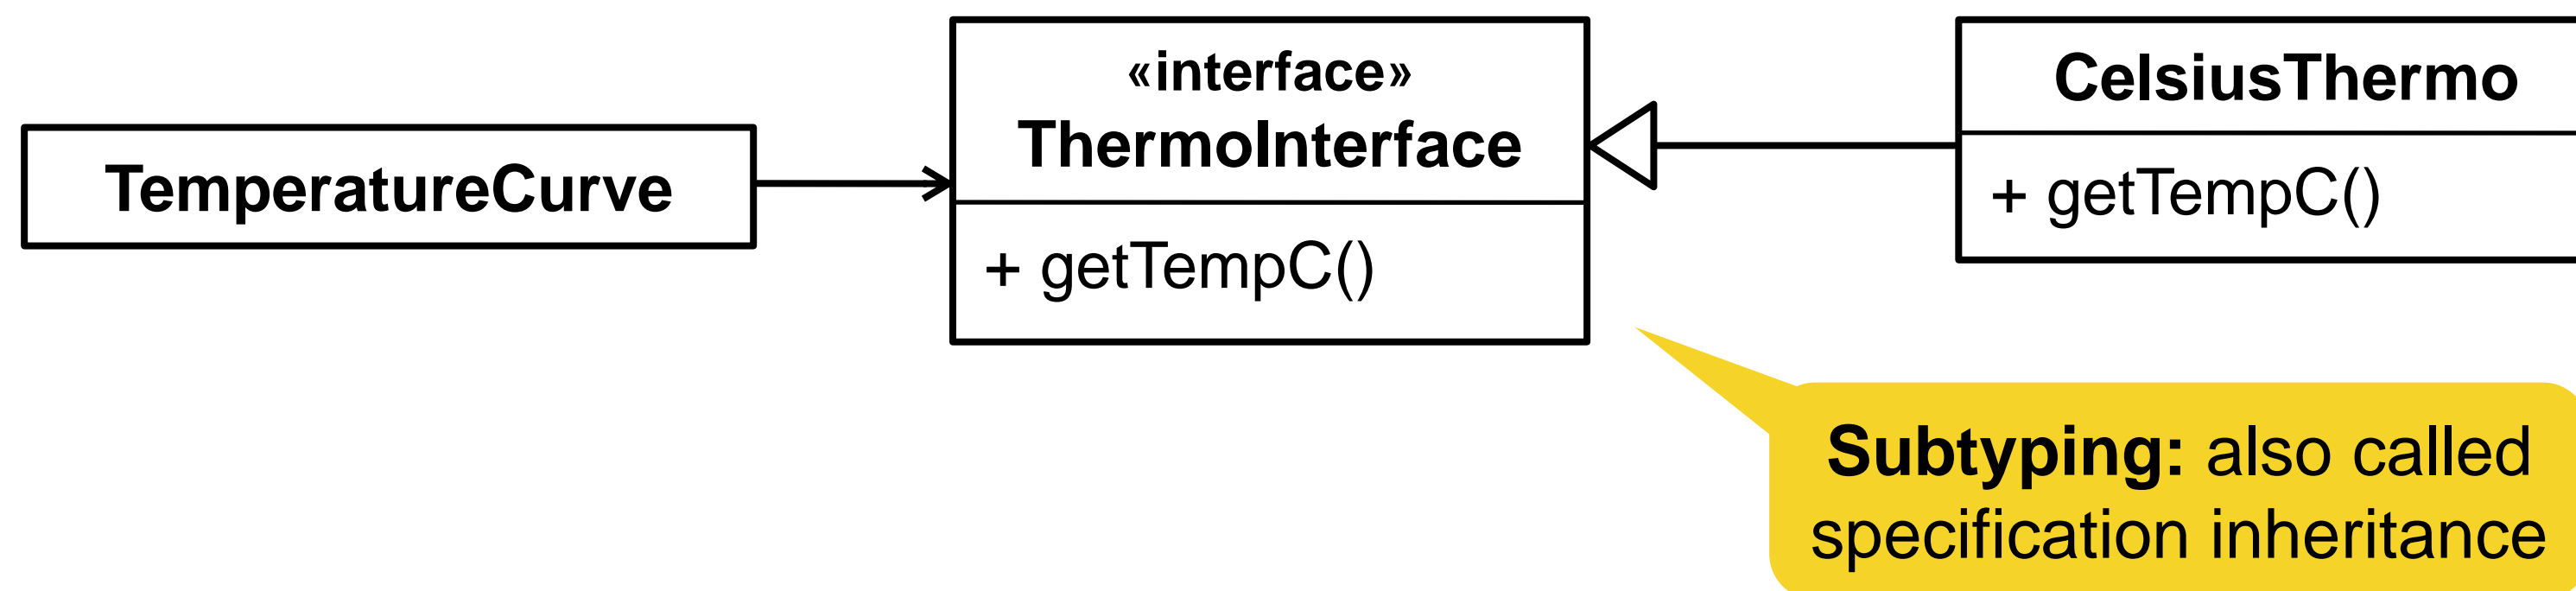 TemperatureCurve
«interface»
ThermoInterface
+ getTempC()
CelsiusThermo
+ getTempC()
Subtyping: also called
specification inheritance